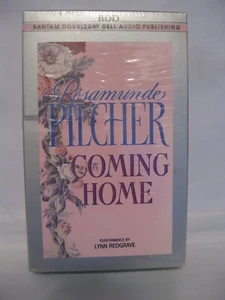 BDD
BANTAM DOUBLEDAY DELL AUDIO PUBLISHING
Rosamunde
PILCHER
COMING
HOME
PERFORMANCE BY
LYNN REDGRAVE